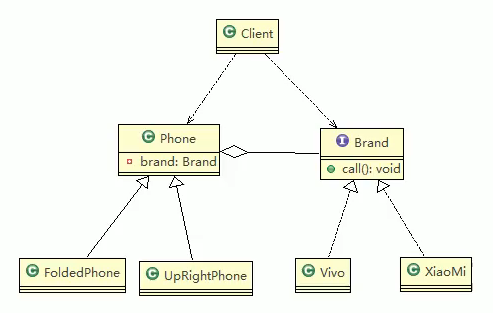 C Client
C Phone
brand: Brand
I Brand
call(): void
C FoldedPhone
C UpRightPhone
C Vivo
C XiaoMi